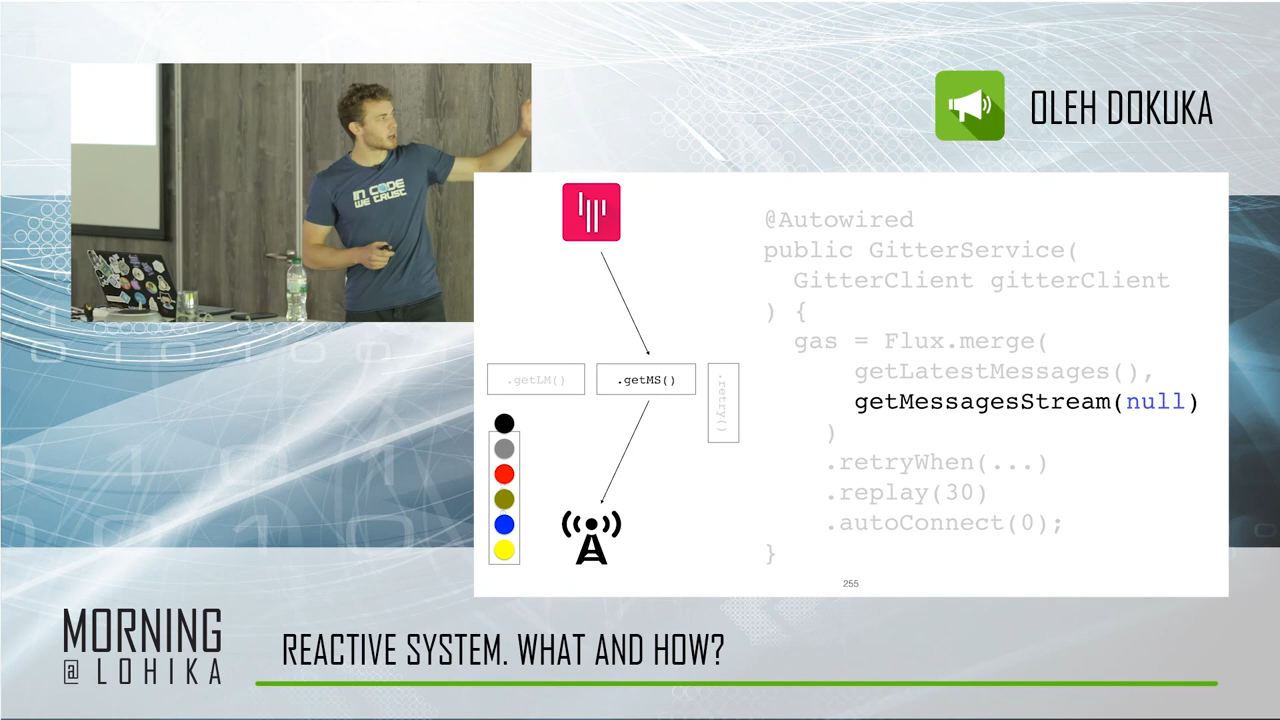 OLEH DOKUKA
IN CODE
WE TRUST
@Autowired
public GitterService(
GitterClient gitterClient
) {
gas = Flux.merge(
getLatestMessages(),
getMessagesStream(null)
)
.retryWhen(...)
.replay(30)
.autoConnect(0);
}
.getLM()
.getMS()
.retry()
255
MORNING
@ LOHIKA
REACTIVE SYSTEM. WHAT AND HOW?